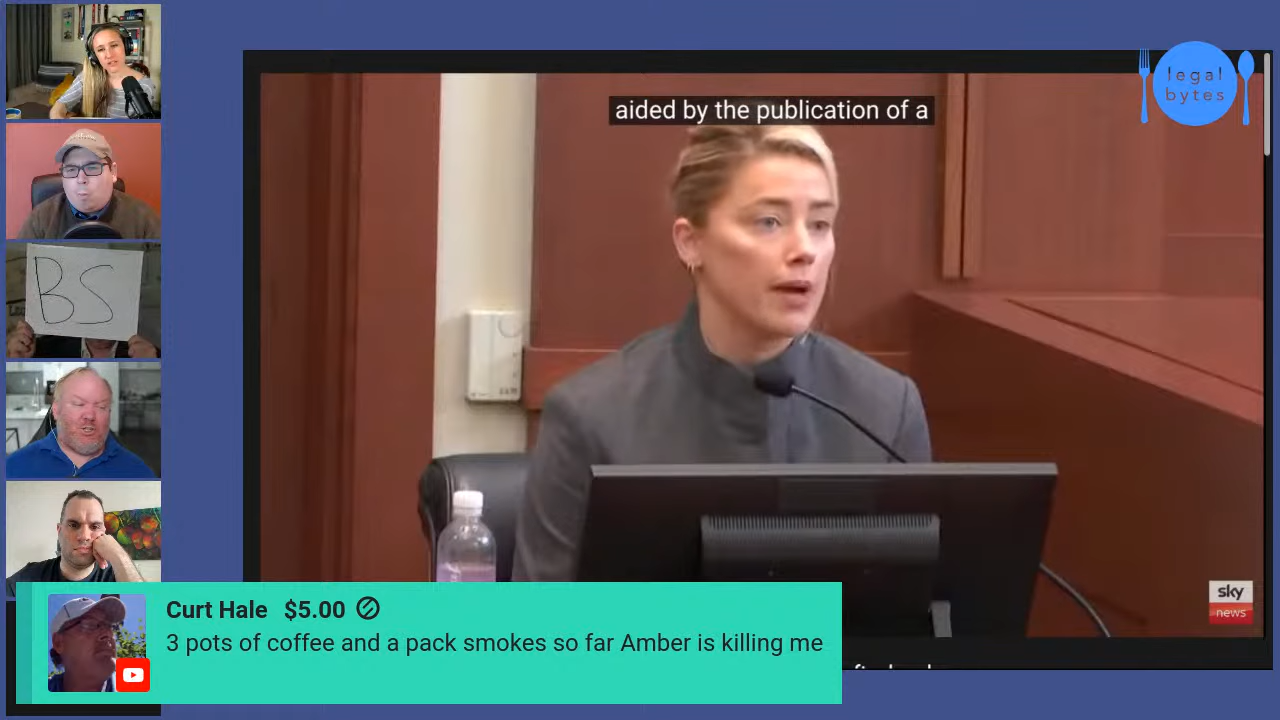 aided by the publication of a
legal
bytes
BS
sky
news
Curt Hale $5.00
3 pots of coffee and a pack smokes so far Amber is killing me